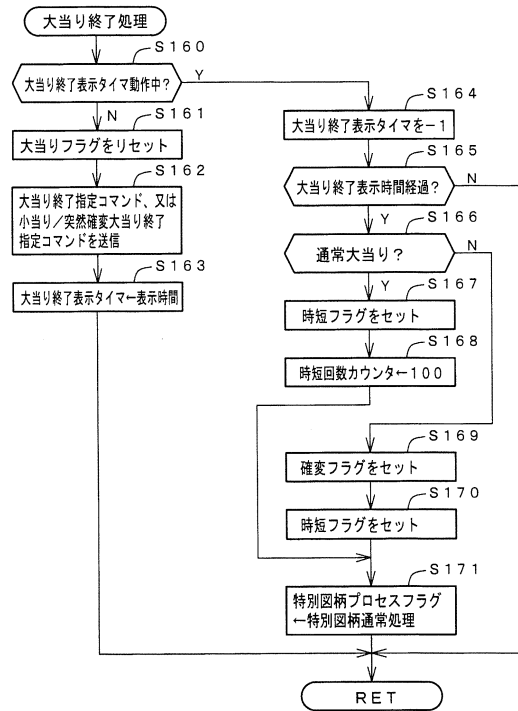 大当り終了処理
S160
大当り終了表示タイマ動作中?
Y
N
S161
大当りフラグをリセット
S162
大当り終了指定コマンド、又は
小当り/突然確変大当り終了
指定コマンドを送信
S163
大当り終了表示タイマ←表示時間
S164
大当り終了表示タイマを-1
S165
大当り終了表示時間経過?
N
Y
S166
通常大当り?
N
Y
S167
時短フラグをセット
S168
時短回数カウンタ←100
S169
確変フラグをセット
S170
時短フラグをセット
S171
特別図柄プロセスフラグ
←特別図柄通常処理
RET